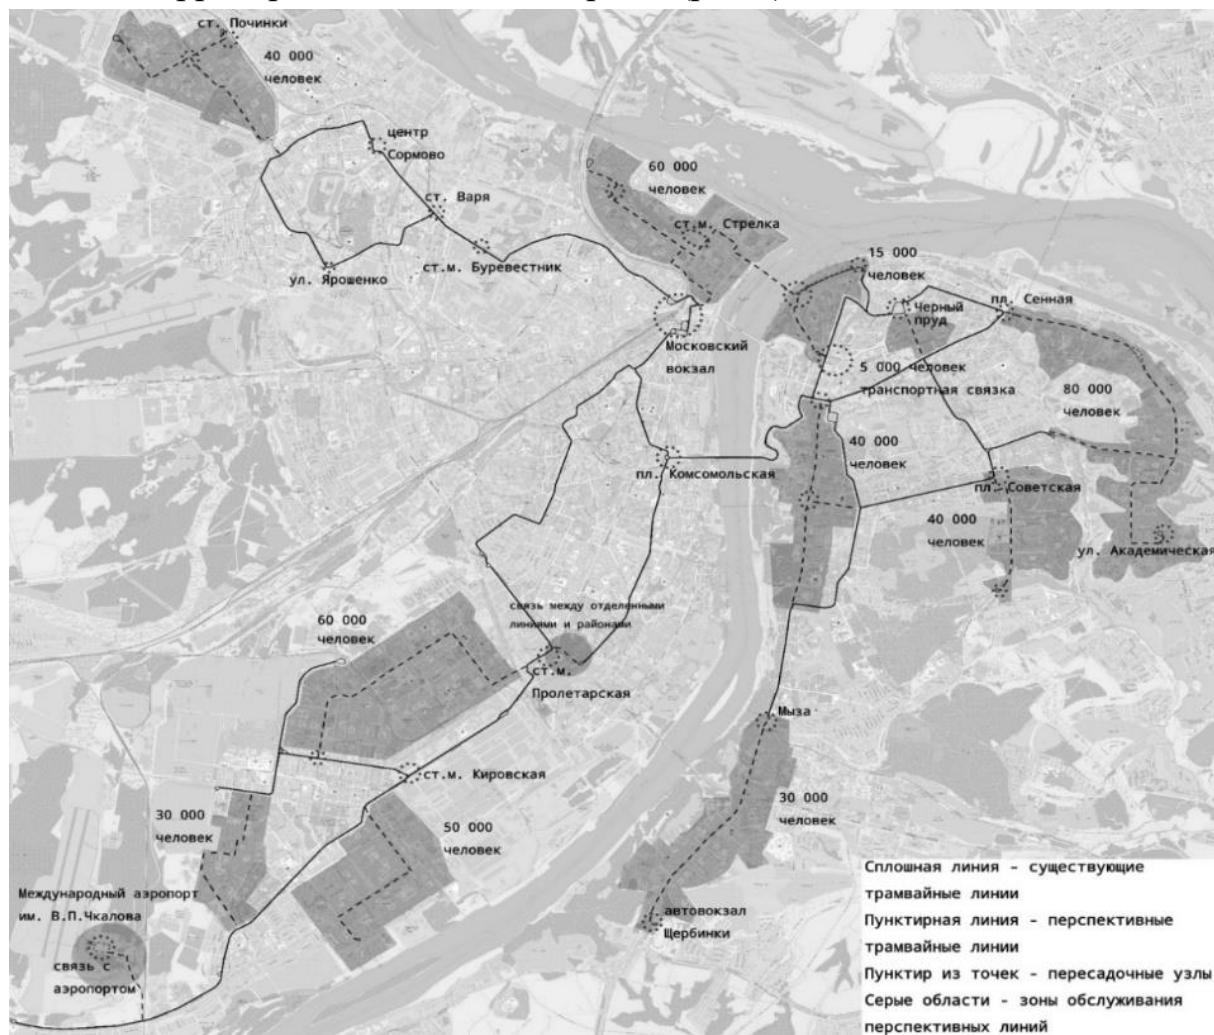 ст. Починки
40 000
человек
центр
Сормово
ст. Варя
ст.м. Буревестник
ул. Ярошенко
60 000
человек
ст.м. Стрелка
15 000
человек
Черный
пруд
пл. Сенная
Московский
вокзал
5 000 человек
транспортная связка
80 000
человек
40 000
человек
пл. Комсомольская
пл. Советская
40 000
человек
ул. Академическая
связь между отделенными
линиями и районами
60 000
человек
ст.м.
Пролетарская
Мыза
ст.м. Кировская
30 000
человек
50 000
человек
30 000
человек
Международный аэропорт
им. В.П.Чкалова
связь с
аэропортом
автовокзал
Щербинки
Сплошная линия - существующие
трамвайные линии
Пунктирная линия - перспективные
трамвайные линии
Пунктир из точек - пересадочные узлы
Серые области - зоны обслуживания
перспективных линий